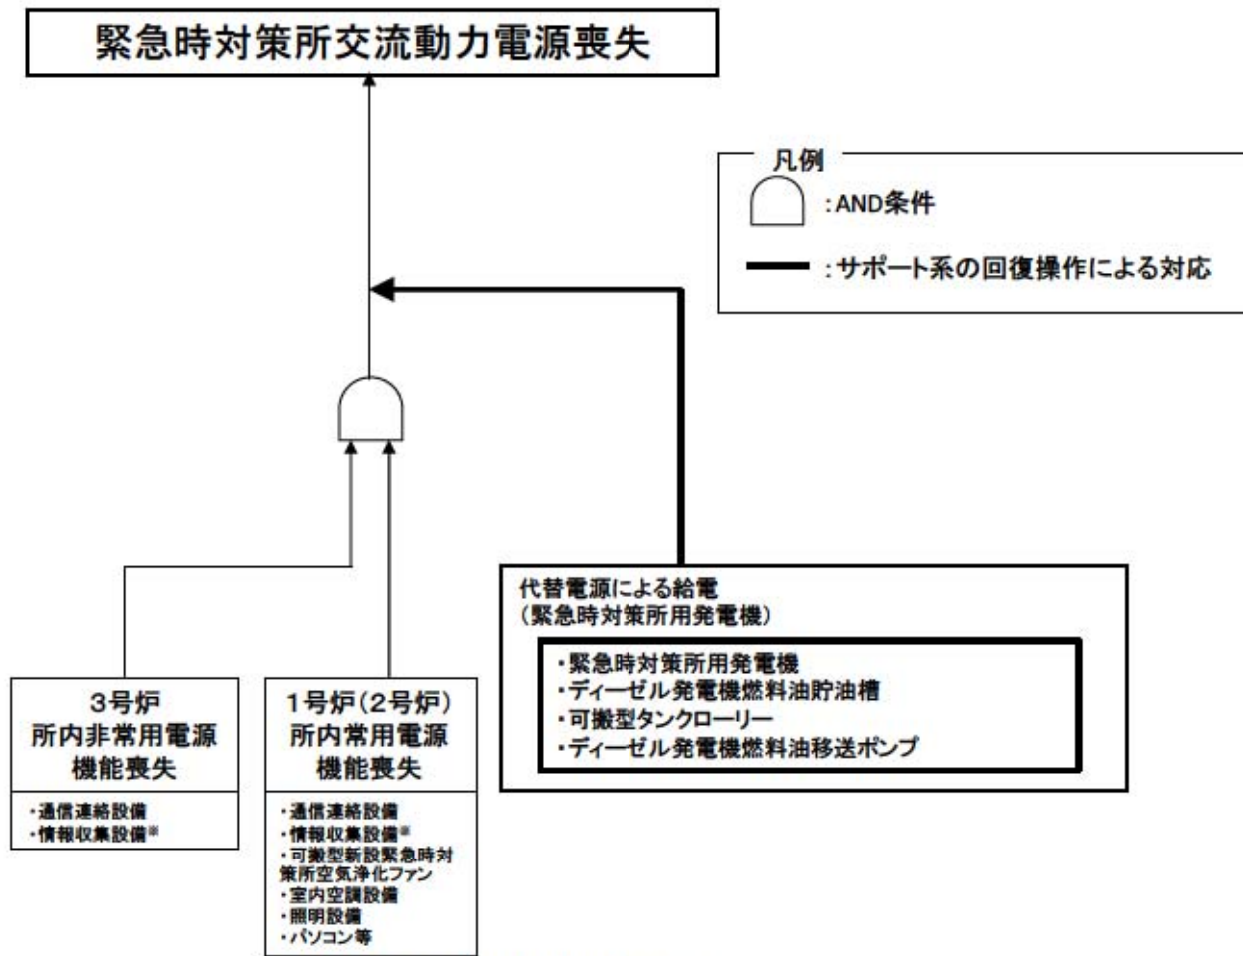 緊急時対策所交流動力電源喪失
凡例
：AND条件
：サポート系の回復操作による対応
代替電源による給電
(緊急時対策所用発電機)
・緊急時対策所用発電機
・ディーゼル発電機燃料油貯油槽
・可搬型タンクローリー
・ディーゼル発電機燃料油移送ポンプ
3号炉
所内非常用電源
機能喪失
・通信連絡設備
・情報収集設備※
1号炉(2号炉)
所内常用電源
機能喪失
・通信連絡設備
・情報収集設備※
・可搬型新設緊急時対
策所空気浄化ファン
・室内空調設備
・照明設備
・パソコン等